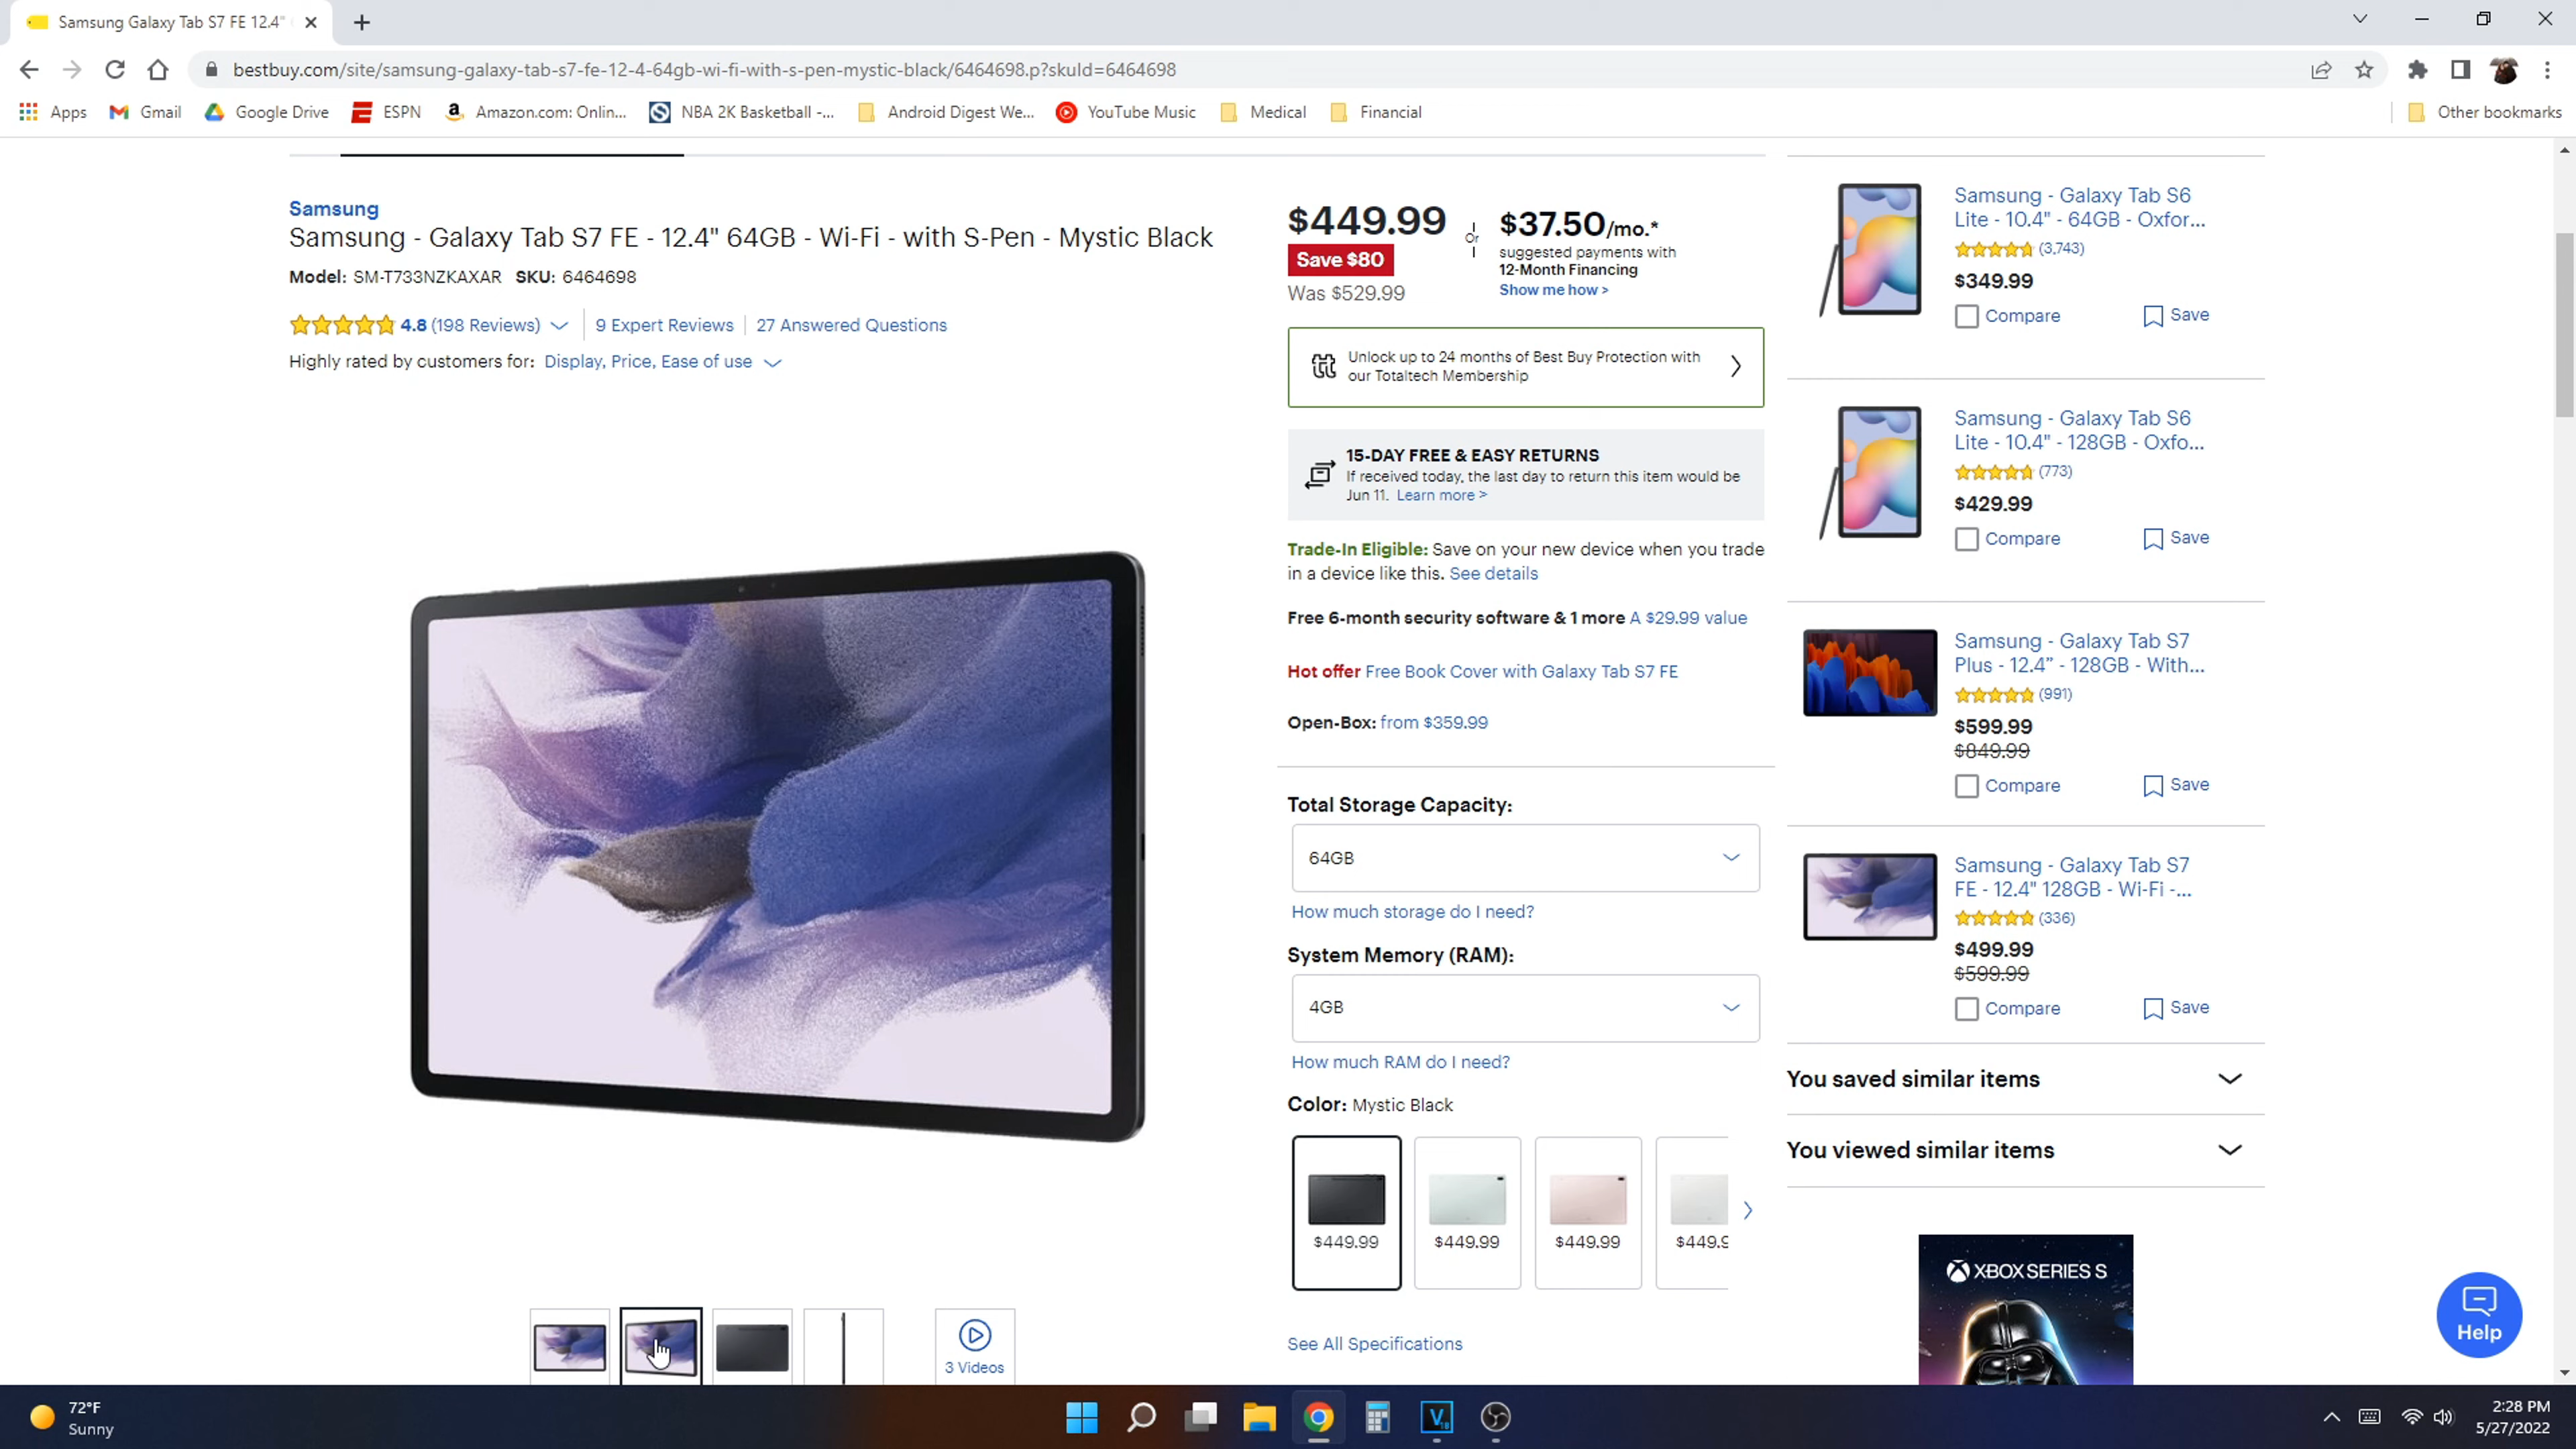 Samsung Galaxy Tab S7 FE 12.4"
bestbuy.com/site/samsung-galaxy-tab-s7-fe-12-4-64gb-wi-fi-with-s-pen-mystic-black/6464698.p?skuId=6464698
Apps Gmail Google Drive ESPN Amazon.com: Onlin... NBA 2K Basketball -... Android Digest We... YouTube Music Medical Financial Other bookmarks
Samsung
Samsung - Galaxy Tab S7 FE - 12.4" 64GB - Wi-Fi - with S-Pen - Mystic Black
Model: SM-T733NZKAXAR SKU: 6464698
4.8 (198 Reviews) 9 Expert Reviews 27 Answered Questions
Highly rated by customers for: Display, Price, Ease of use
3 Videos
$449.99
Save $80
Was $529.99
or
$37.50/mo.*
suggested payments with
12-Month Financing
Show me how >
Unlock up to 24 months of Best Buy Protection with
our Totaltech Membership
15-DAY FREE & EASY RETURNS
If received today, the last day to return this item would be
Jun 11. Learn more >
Trade-In Eligible: Save on your new device when you trade
in a device like this. See details
Free 6-month security software & 1 more A $29.99 value
Hot offer Free Book Cover with Galaxy Tab S7 FE
Open-Box: from $359.99
Total Storage Capacity:
64GB
How much storage do I need?
System Memory (RAM):
4GB
How much RAM do I need?
Color: Mystic Black
$449.99 $449.99 $449.99 $449.9
See All Specifications
Samsung - Galaxy Tab S6
Lite - 10.4" - 64GB - Oxfor...
(3,743)
$349.99
Compare Save
Samsung - Galaxy Tab S6
Lite - 10.4" - 128GB - Oxfo...
(773)
$429.99
Compare Save
Samsung - Galaxy Tab S7
Plus - 12.4” - 128GB - With...
(991)
$599.99
$849.99
Compare Save
Samsung - Galaxy Tab S7
FE - 12.4" 128GB - Wi-Fi -...
(336)
$499.99
$599.99
Compare Save
You saved similar items
You viewed similar items
XBOX SERIES S
Help
72°F
Sunny
2:28 PM
5/27/2022